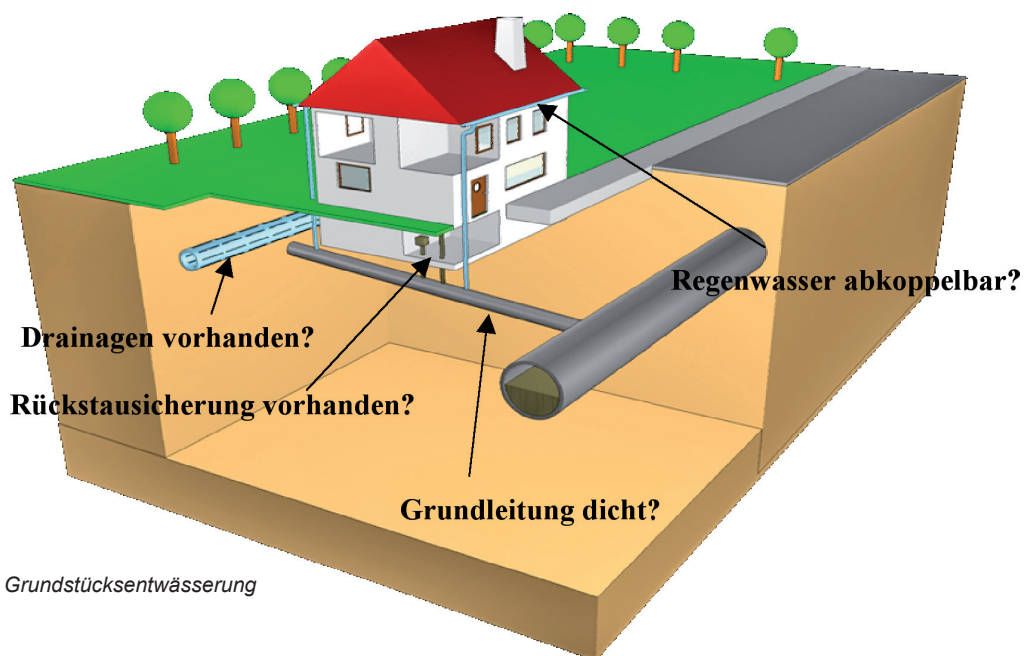 Regenwasser abkoppelbar?
Drainagen vorhanden?
Rückstausicherung vorhanden?
Grundleitung dicht?
Grundstücksentwässerung